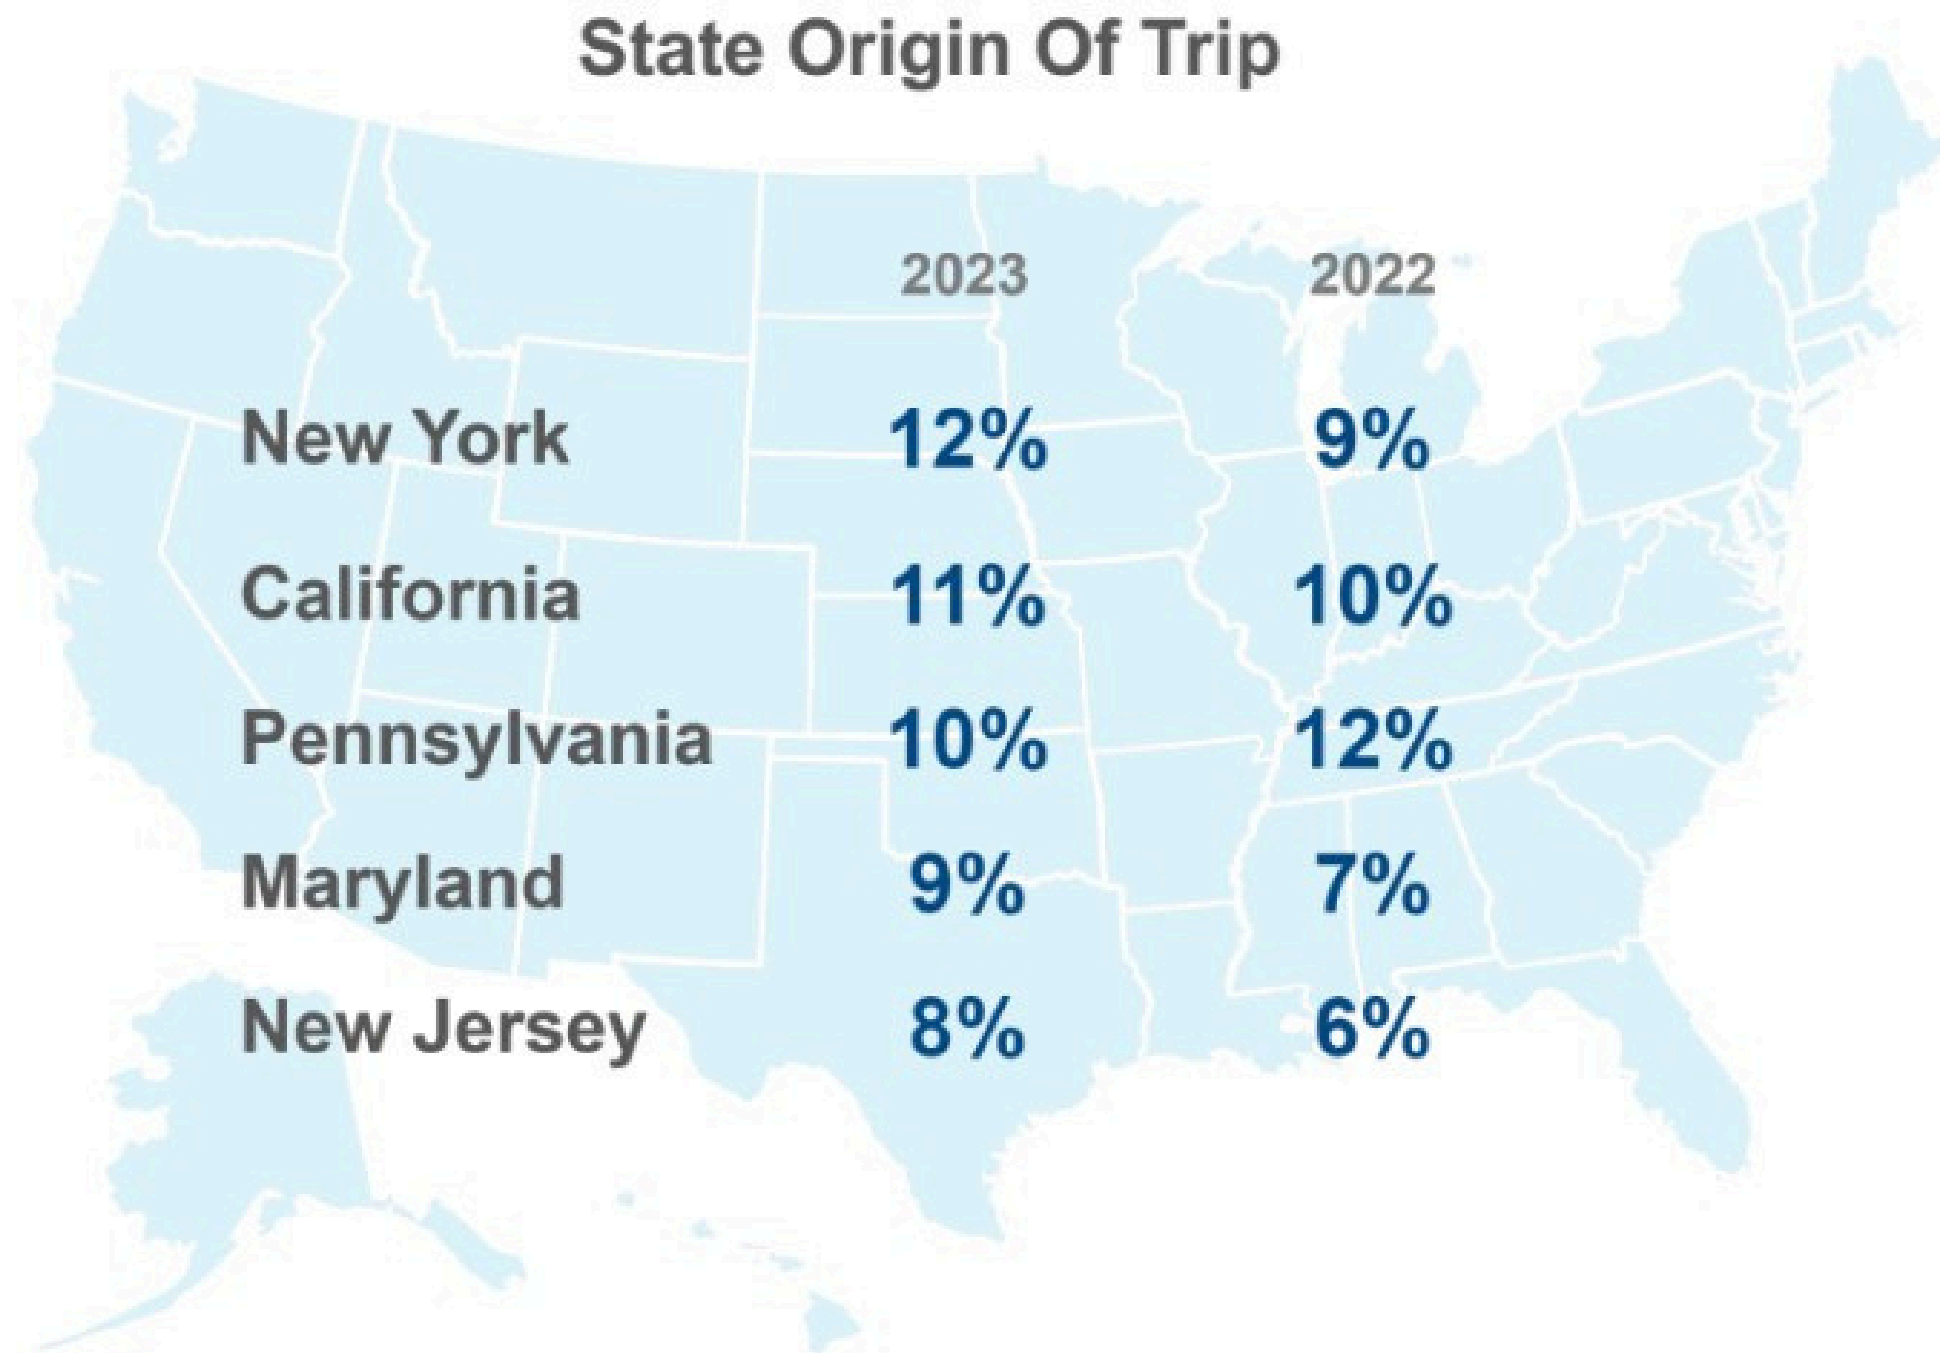 State Origin Of Trip
2023 2022
New York 12% 9%
California 11% 10%
Pennsylvania 10% 12%
Maryland 9% 7%
New Jersey 8% 6%